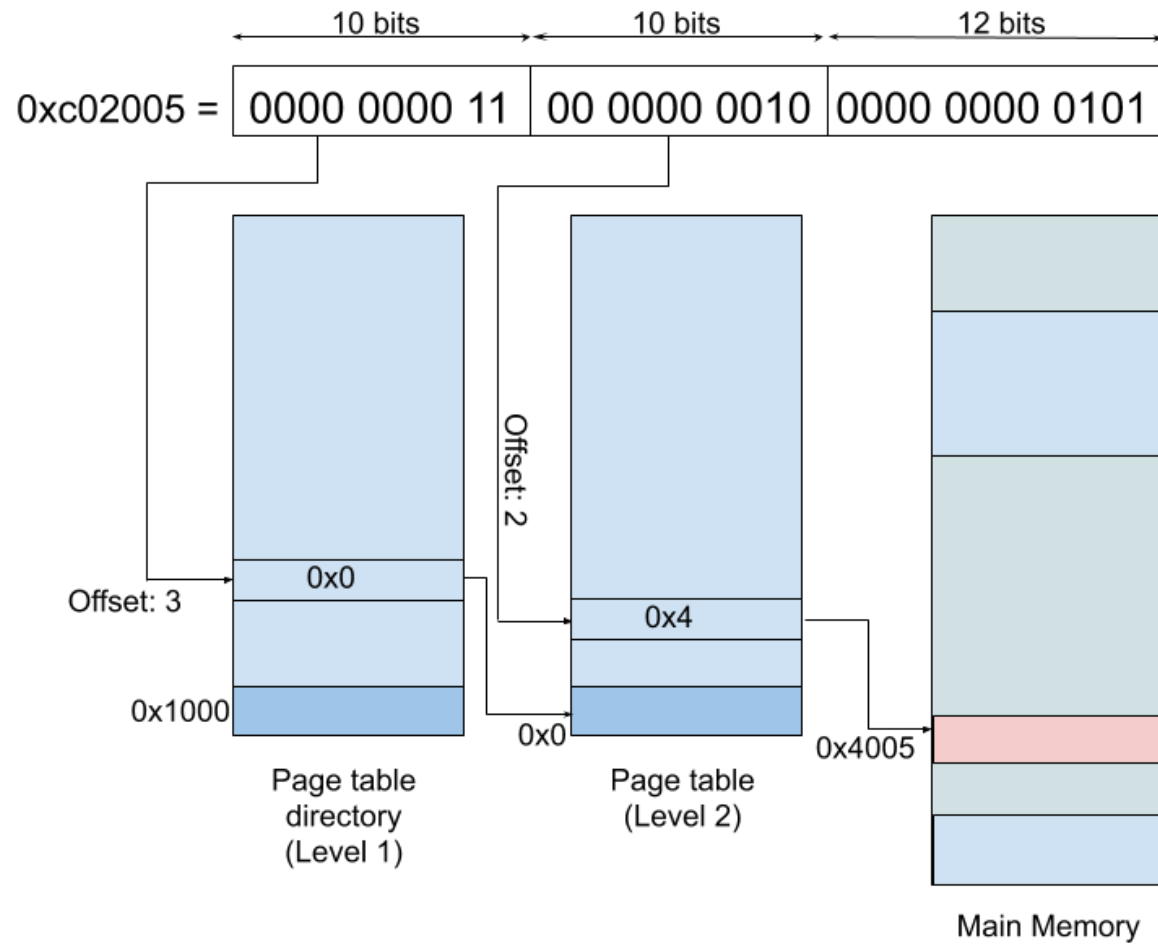 10 bits
10 bits
12 bits
0xc02005 =
0000 0000 11
00 0000 0010
0000 0000 0101
Offset: 2
0x0
Offset: 3
0x4
0x1000
0x0
0x4005
Page table
directory
(Level 1)
Page table
(Level 2)
Main Memory